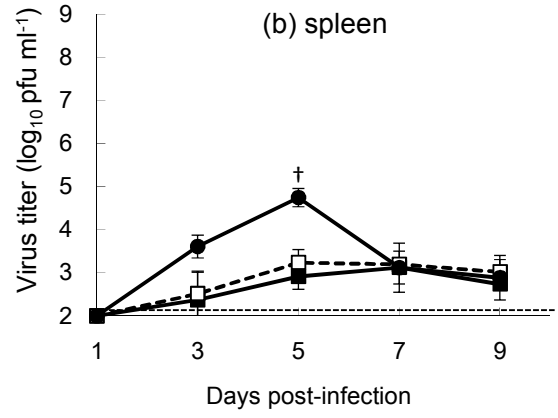 (b) spleen
Virus titer (log₁₀ pfu ml⁻¹)
9
8
7
6
5
4
3
2
†
1 3 5 7 9
Days post-infection